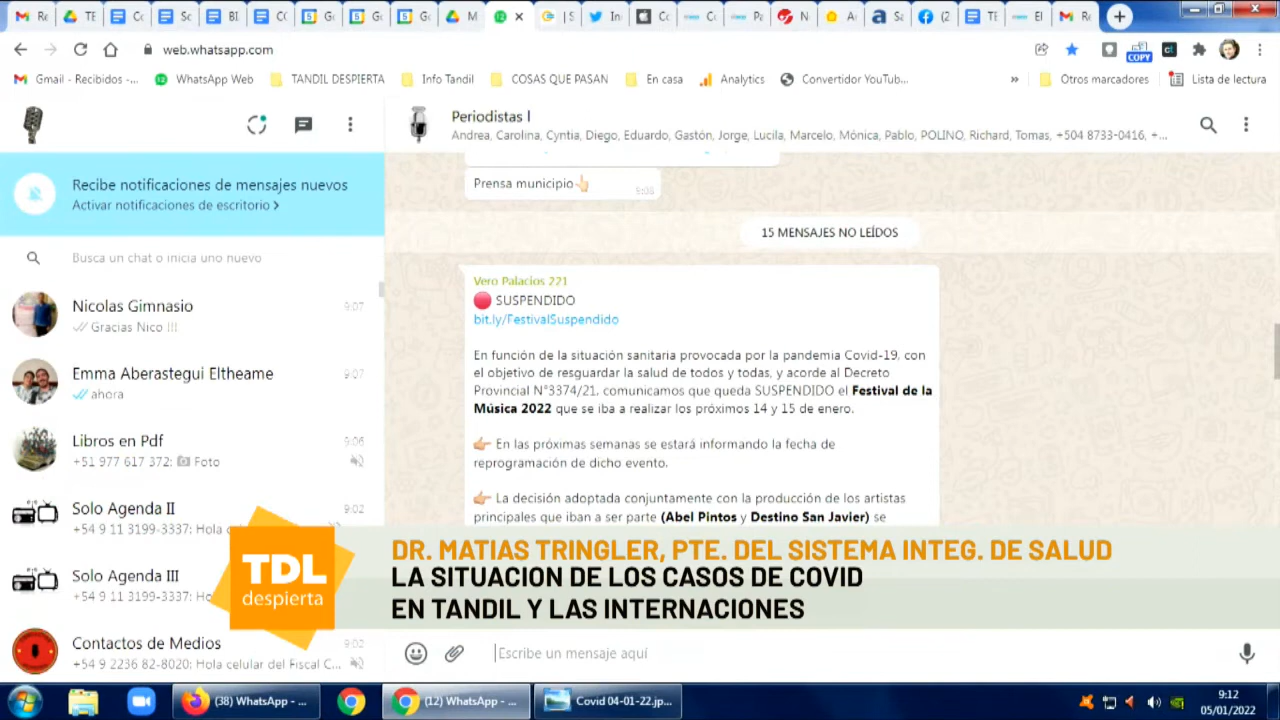 web.whatsapp.com
COPY
Gmail - Recibidos -...
WhatsApp Web
TANDIL DESPIERTA
Info Tandil
COSAS QUE PASAN
En casa
Analytics
Convertidor YouTub...
»
Otros marcadores
Lista de lectura
Periodistas I
Andrea, Carolina, Cyntia, Diego, Eduardo, Gastón, Jorge, Lucila, Marcelo, Mónica, Pablo, POLINO, Richard, Tomas, +504 8733-0416, +...
Recibe notificaciones de mensajes nuevos
Activar notificaciones de escritorio >
Busca un chat o inicia uno nuevo
Nicolas Gimnasio 9:07
Gracias Nico !!!
Emma Aberastegui Eltheame 9:07
ahora
Libros en Pdf 9:06
+51 977 617 372: Foto
Solo Agenda II 9:02
+54 9 11 3199-3337: Hola
Solo Agenda III
+54 9 11 3199-3337: H
Contactos de Medios 9:02
+54 9 2236 82-8020: Hola celular del Fiscal C...
Prensa municipio👆🏻 9:08
15 MENSAJES NO LEÍDOS
Vero Palacios 221
🔴 SUSPENDIDO
bit.ly/FestivalSuspendido
En función de la situación sanitaria provocada por la pandemia Covid-19, con
el objetivo de resguardar la salud de todos y todas, y acorde al Decreto
Provincial N°3374/21, comunicamos que queda SUSPENDIDO el Festival de la
Música 2022 que se iba a realizar los próximos 14 y 15 de enero.
👉🏼 En las próximas semanas se estará informando la fecha de
reprogramación de dicho evento.
👉🏼 La decisión adoptada conjuntamente con la producción de los artistas
principales que iban a ser parte (Abel Pintos y Destino San Javier) se
TDL
despierta
DR. MATIAS TRINGLER, PTE. DEL SISTEMA INTEG. DE SALUD
LA SITUACION DE LOS CASOS DE COVID
EN TANDIL Y LAS INTERNACIONES
Escribe un mensaje aquí
(38) WhatsApp - ...
(12) WhatsApp - ...
Covid 04-01-22.jp...
9:12
05/01/2022